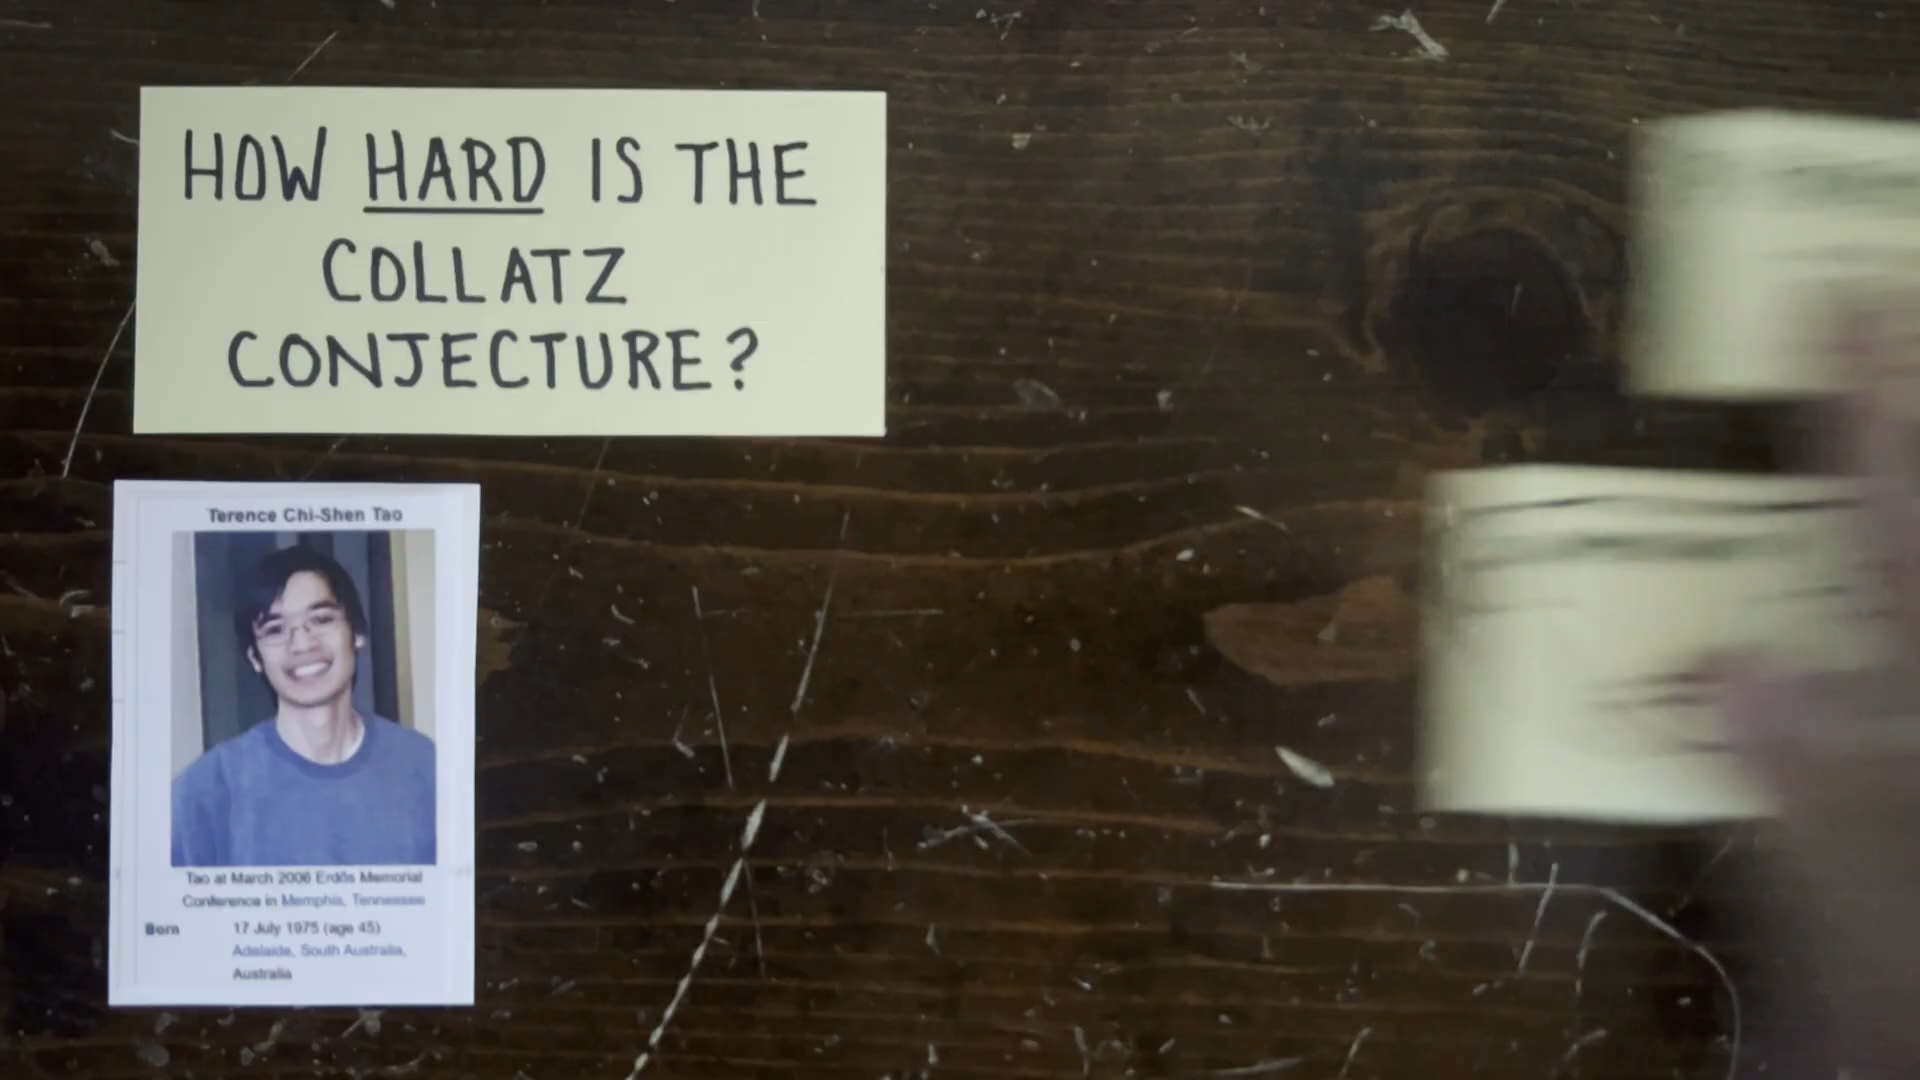 HOW HARD IS THE
COLLATZ
CONJECTURE?
Terence Chi-Shen Tao
Tao at March 2006 Erdős Memorial
Conference in Memphis, Tennessee
Born 17 July 1975 (age 45)
Adelaide, South Australia,
Australia